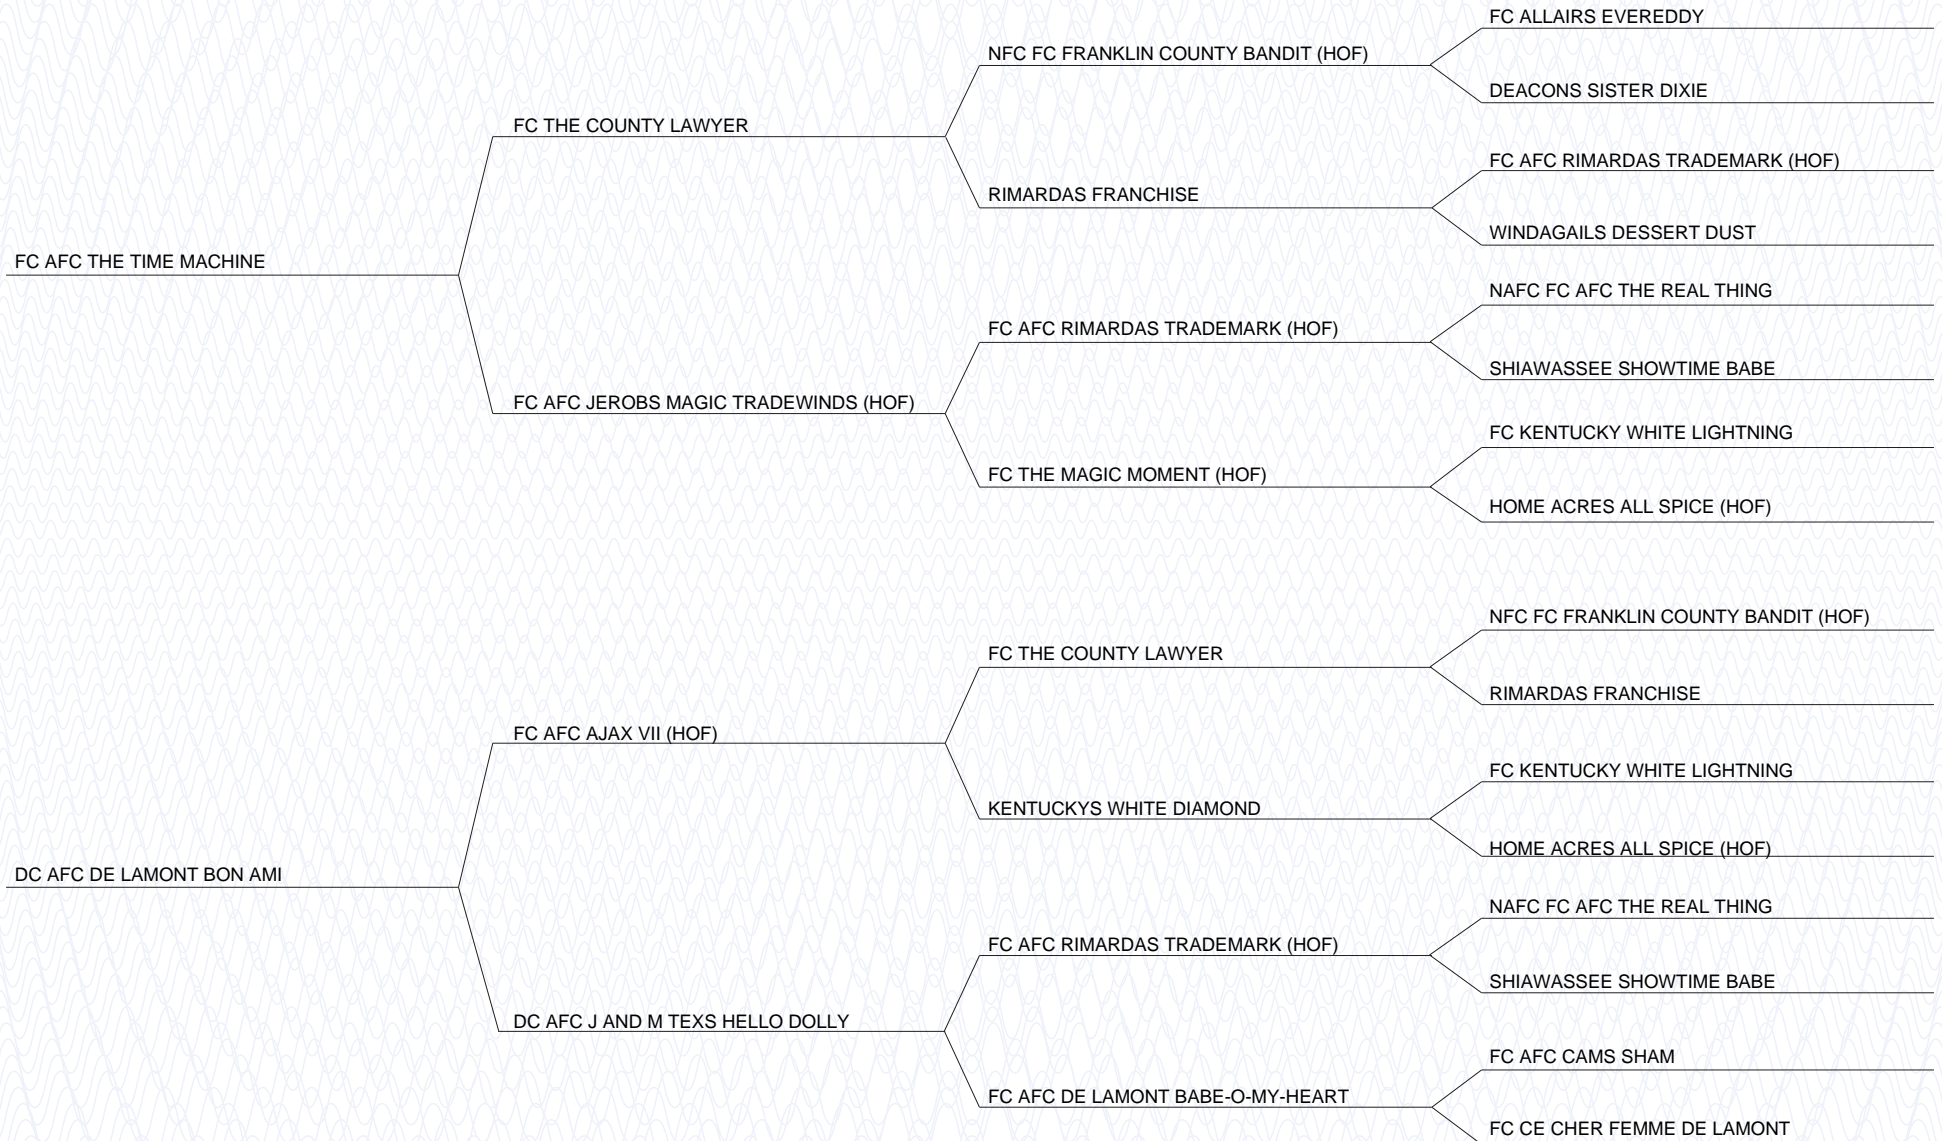 FC ALLAIRS EVEREDDY
NFC FC FRANKLIN COUNTY BANDIT (HOF)
DEACONS SISTER DIXIE
FC THE COUNTY LAWYER
FC AFC RIMARDAS TRADEMARK (HOF)
RIMARDAS FRANCHISE
WINDAGAILS DESSERT DUST
FC AFC THE TIME MACHINE
NAFC FC AFC THE REAL THING
FC AFC RIMARDAS TRADEMARK (HOF)
SHIAWASSEE SHOWTIME BABE
FC AFC JEROBS MAGIC TRADEWINDS (HOF)
FC KENTUCKY WHITE LIGHTNING
FC THE MAGIC MOMENT (HOF)
HOME ACRES ALL SPICE (HOF)
NFC FC FRANKLIN COUNTY BANDIT (HOF)
FC THE COUNTY LAWYER
RIMARDAS FRANCHISE
FC AFC AJAX VII (HOF)
FC KENTUCKY WHITE LIGHTNING
KENTUCKYS WHITE DIAMOND
HOME ACRES ALL SPICE (HOF)
DC AFC DE LAMONT BON AMI
NAFC FC AFC THE REAL THING
FC AFC RIMARDAS TRADEMARK (HOF)
SHIAWASSEE SHOWTIME BABE
DC AFC J AND M TEXS HELLO DOLLY
FC AFC CAMS SHAM
FC AFC DE LAMONT BABE-O-MY-HEART
FC CE CHER FEMME DE LAMONT